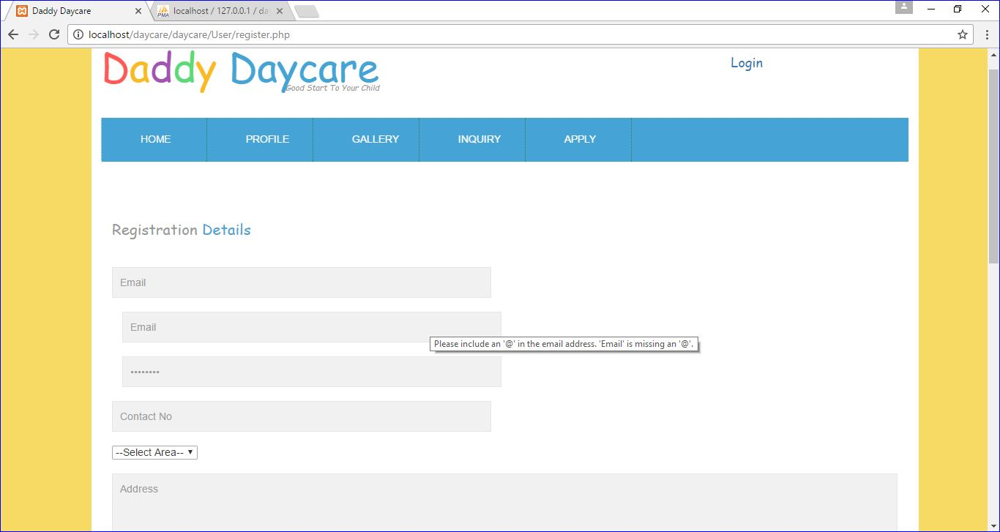 Daddy Daycare
localhost / 127.0.0.1 / da
localhost/daycare/daycare/User/register.php
Daddy Daycare
Good Start To Your Child
Login
HOME PROFILE GALLERY INQUIRY APPLY
Registration Details
Email
Email
Please include an '@' in the email address. 'Email' is missing an '@'.
••••••••
Contact No
--Select Area--
Address